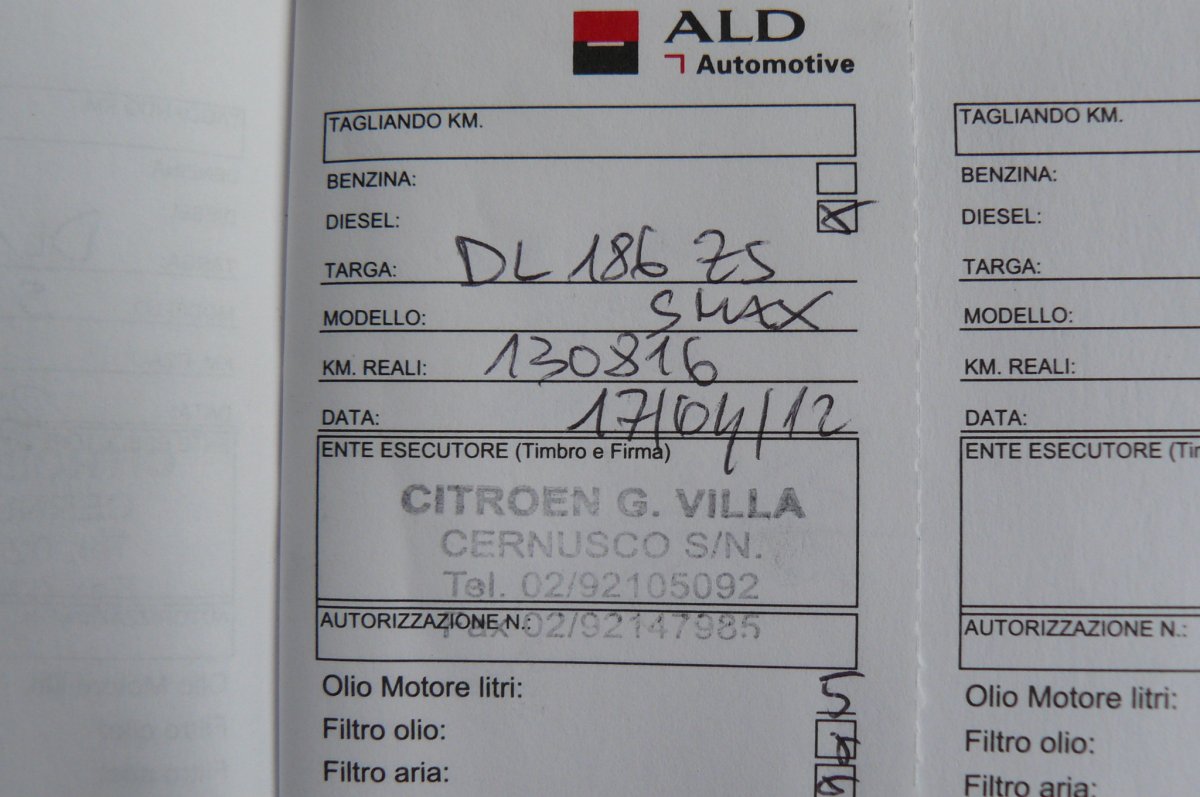 ALD
Automotive
TAGLIANDO KM.
BENZINA:
DIESEL:
TARGA: DL 186 ZS
MODELLO: SMAX
KM. REALI: 130816
DATA: 17/04/12
ENTE ESECUTORE (Timbro e Firma)
CITROEN G. VILLA
CERNUSCO S/N.
Tel. 02/92105092
Fax 02/92147985
AUTORIZZAZIONE N.:
Olio Motore litri: 5
Filtro olio:
Filtro aria:
TAGLIANDO KM.
BENZINA:
DIESEL:
TARGA:
MODELLO:
KM. REALI:
DATA:
ENTE ESECUTORE (Tim
AUTORIZZAZIONE N.:
Olio Motore litri:
Filtro olio:
Filtro aria: